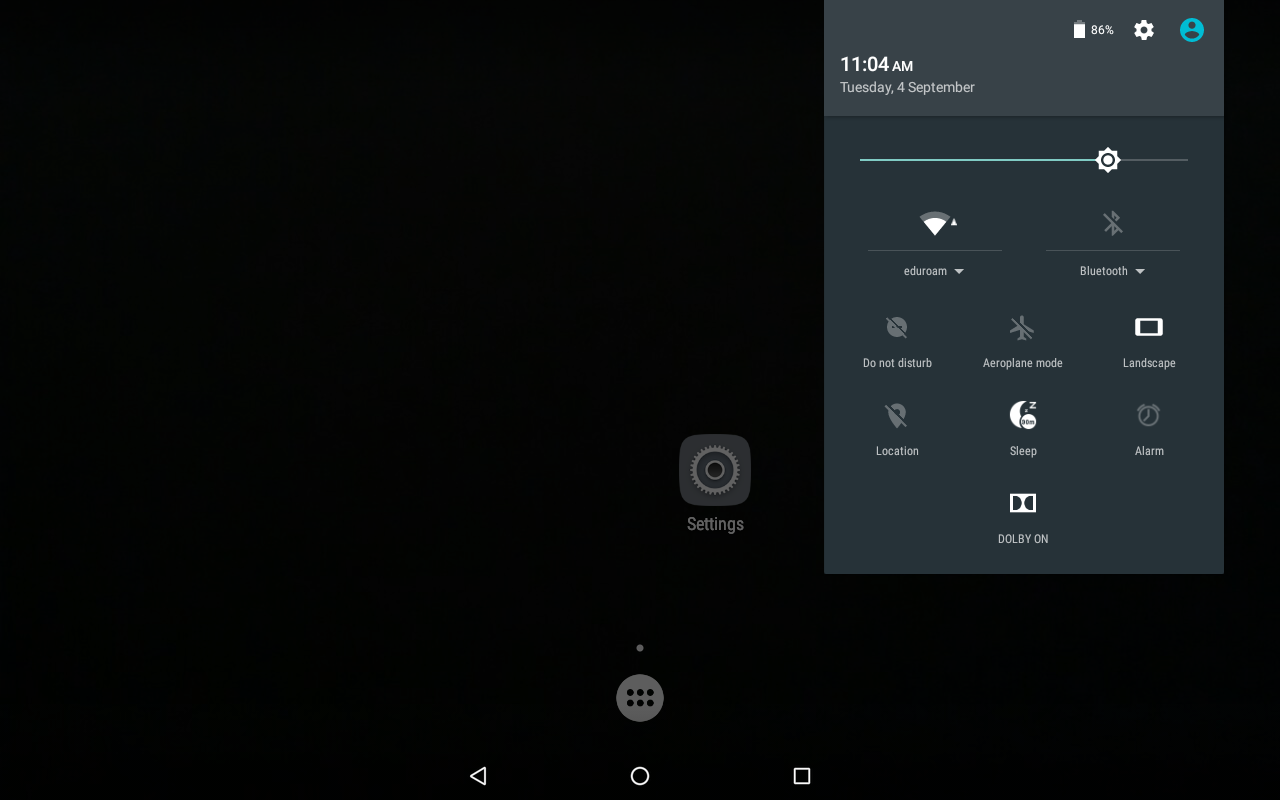 86%
11:04 AM
Tuesday, 4 September
eduroam
Bluetooth
Do not disturb
Aeroplane mode
Landscape
Location
Sleep
Alarm
DOLBY ON
Settings